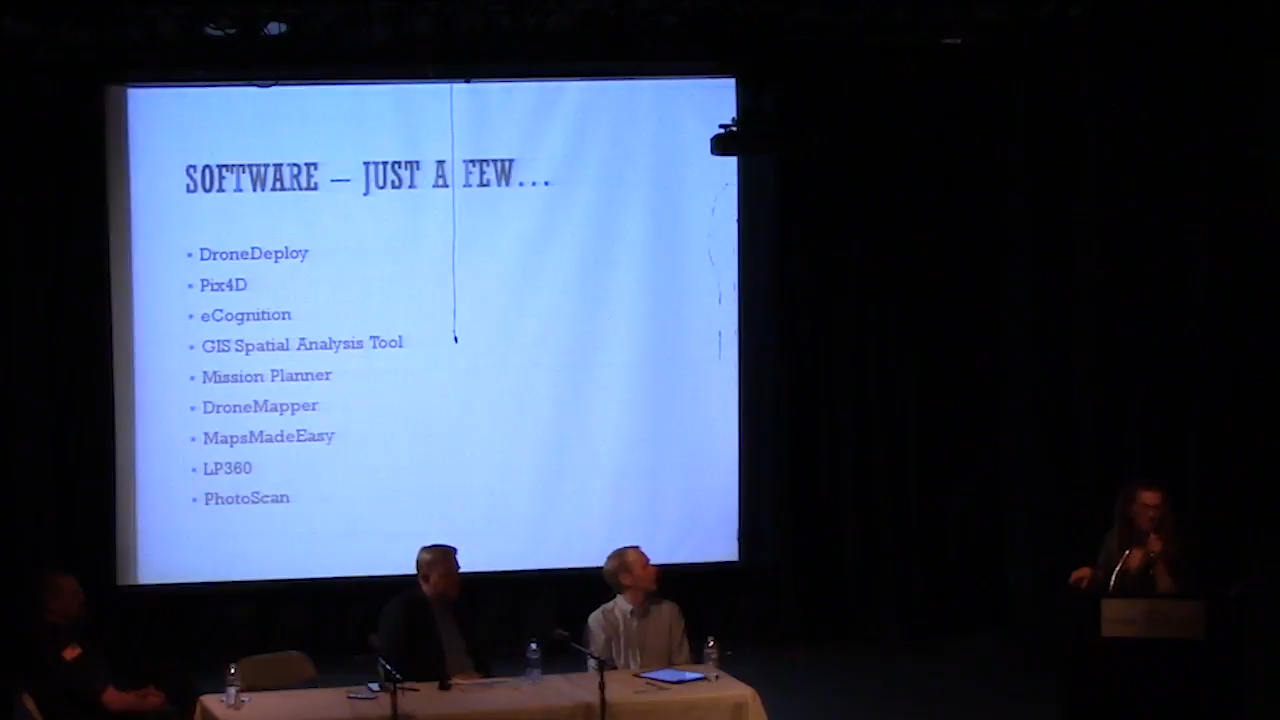 SOFTWARE – JUST A FEW...
▪ DroneDeploy
▪ Pix4D
▪ eCognition
▪ GIS Spatial Analysis Tool
▪ Mission Planner
▪ DroneMapper
▪ MapsMadeEasy
▪ LP360
▪ PhotoScan